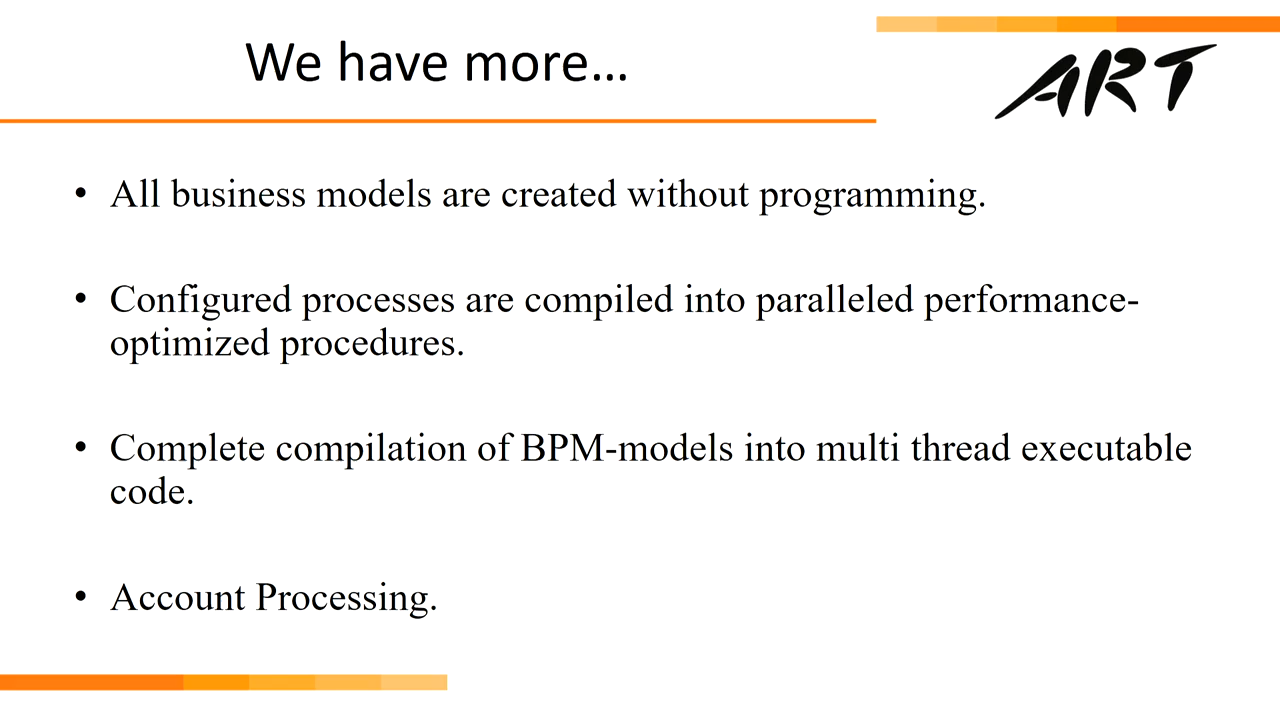 We have more...
ART
• All business models are created without programming.
• Configured processes are compiled into paralleled performance-
optimized procedures.
• Complete compilation of BPM-models into multi thread executable
code.
• Account Processing.